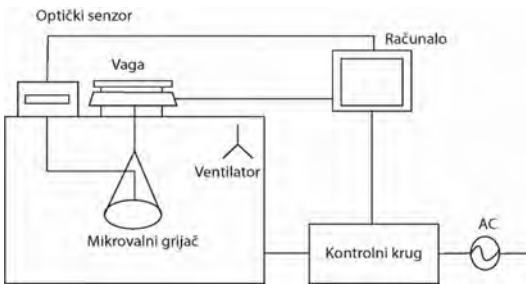 Optički senzor
Računalo
Vaga
Ventilator
Mikrovalni grijač
Kontrolni krug
AC